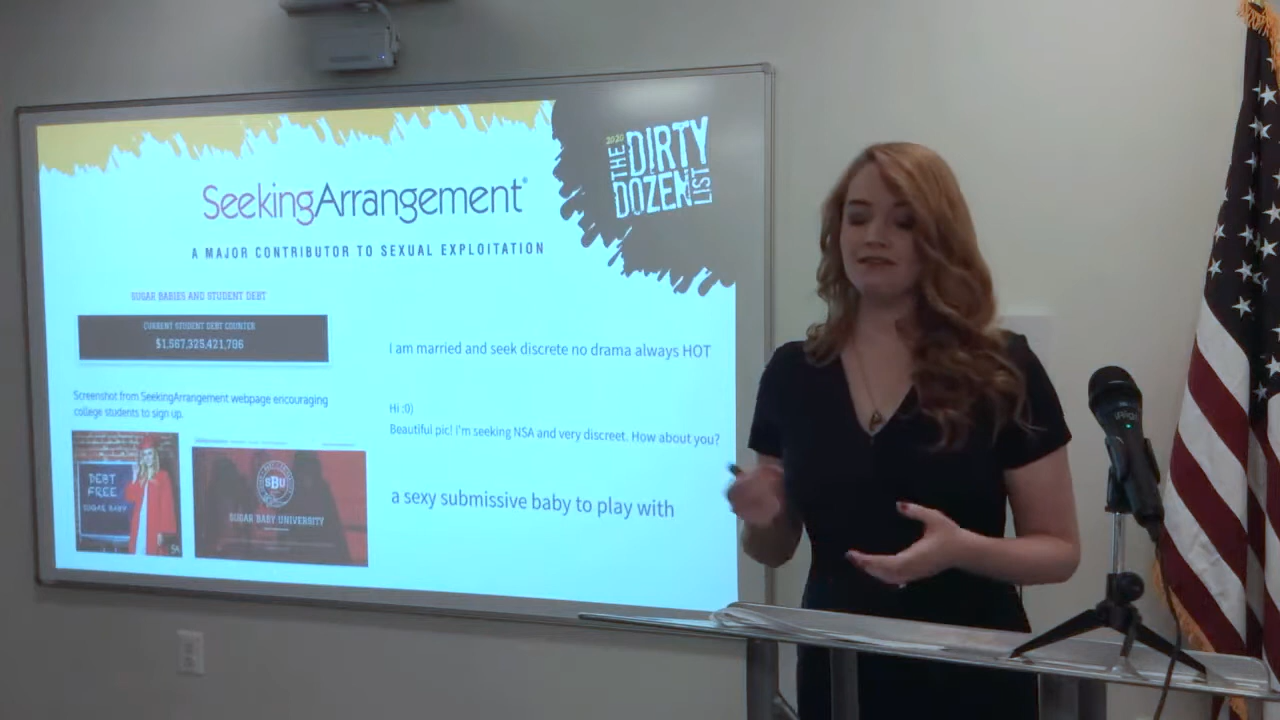 2020
THE
DIRTY
DOZEN
LIST
SeekingArrangement®
A MAJOR CONTRIBUTOR TO SEXUAL EXPLOITATION
SUGAR BABIES AND STUDENT DEBT
CURRENT STUDENT DEBT COUNTER
$1,567,325,421,786
Screenshot from SeekingArrangement webpage encouraging
college students to sign up.
DEBT
FREE
SUGAR BABY
SA
SBU
SUGAR BABY UNIVERSITY
I am married and seek discrete no drama always HOT
Hi :0)
Beautiful pic! I'm seeking NSA and very discreet. How about you?
a sexy submissive baby to play with